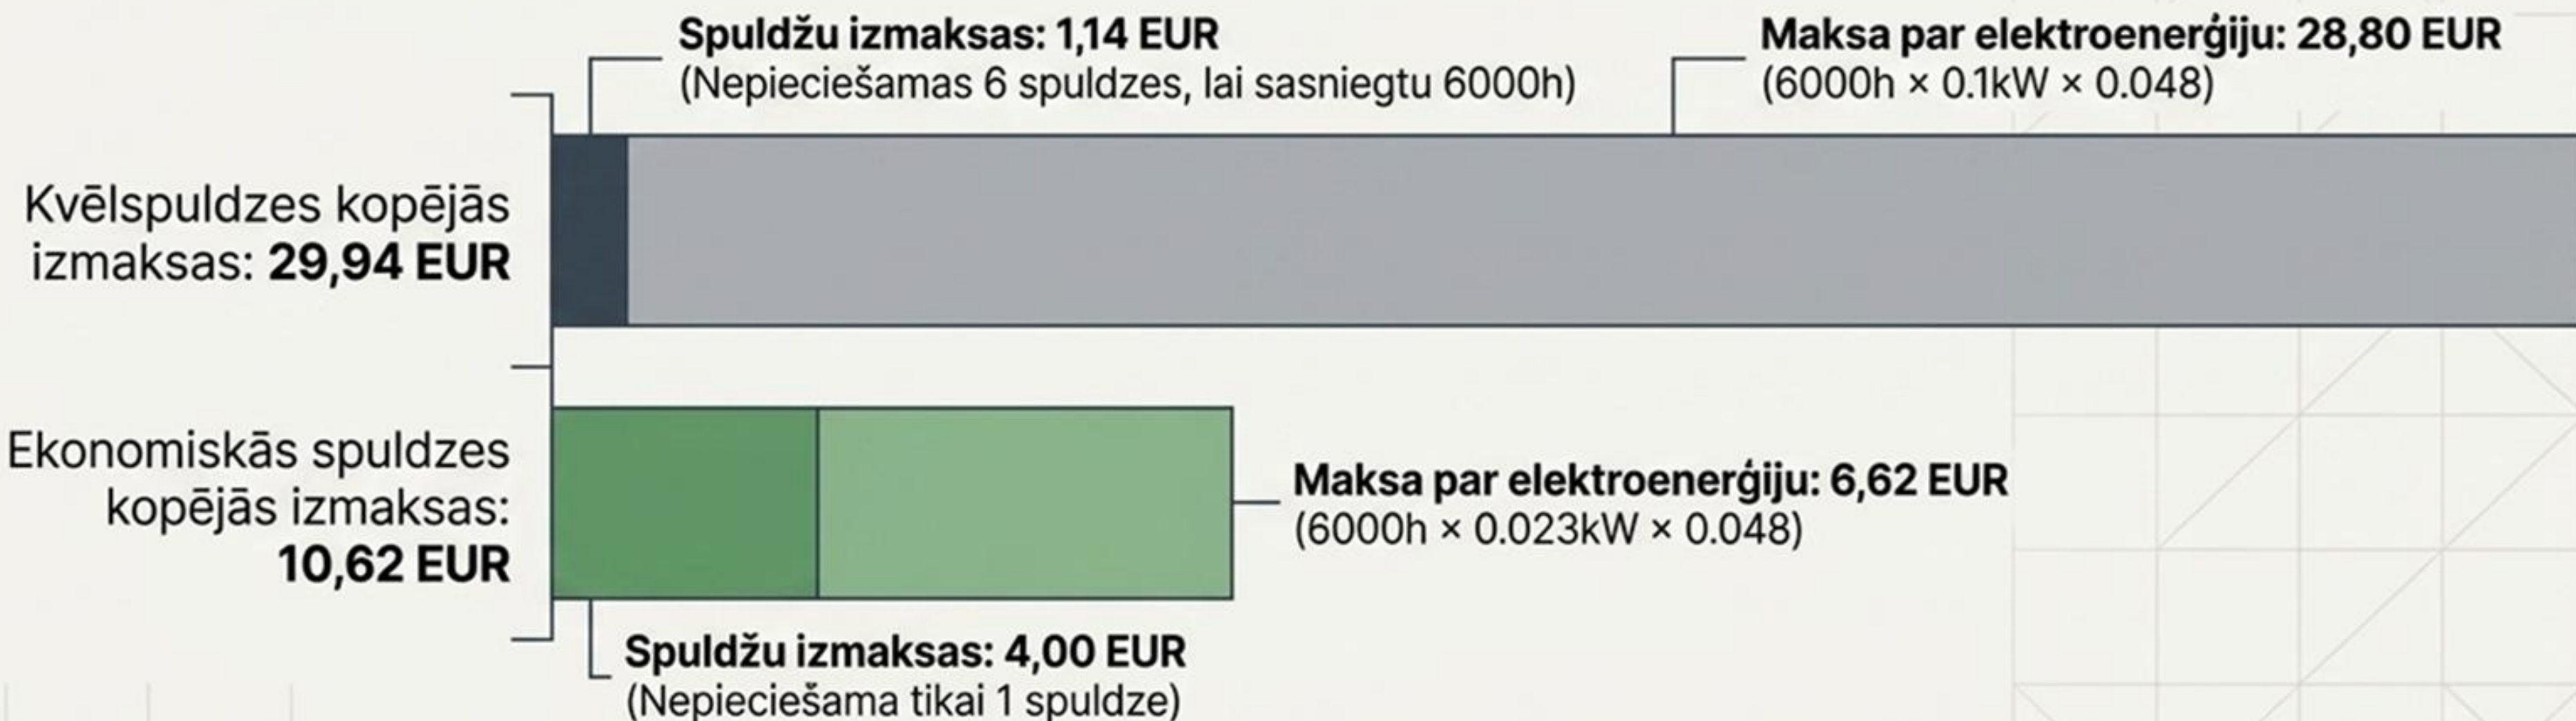 Spuldžu izmaksas: 1,14 EUR
(Nepieciešamas 6 spuldzes, lai sasniegtu 6000h)
Maksa par elektroenerģiju: 28,80 EUR
(6000h × 0.1kW × 0.048)
Kvēlspuldzes kopējās
izmaksas: 29,94 EUR
Ekonomiskās spuldzes
kopējās izmaksas:
10,62 EUR
Maksa par elektroenerģiju: 6,62 EUR
(6000h × 0.023kW × 0.048)
Spuldžu izmaksas: 4,00 EUR
(Nepieciešama tikai 1 spuldze)